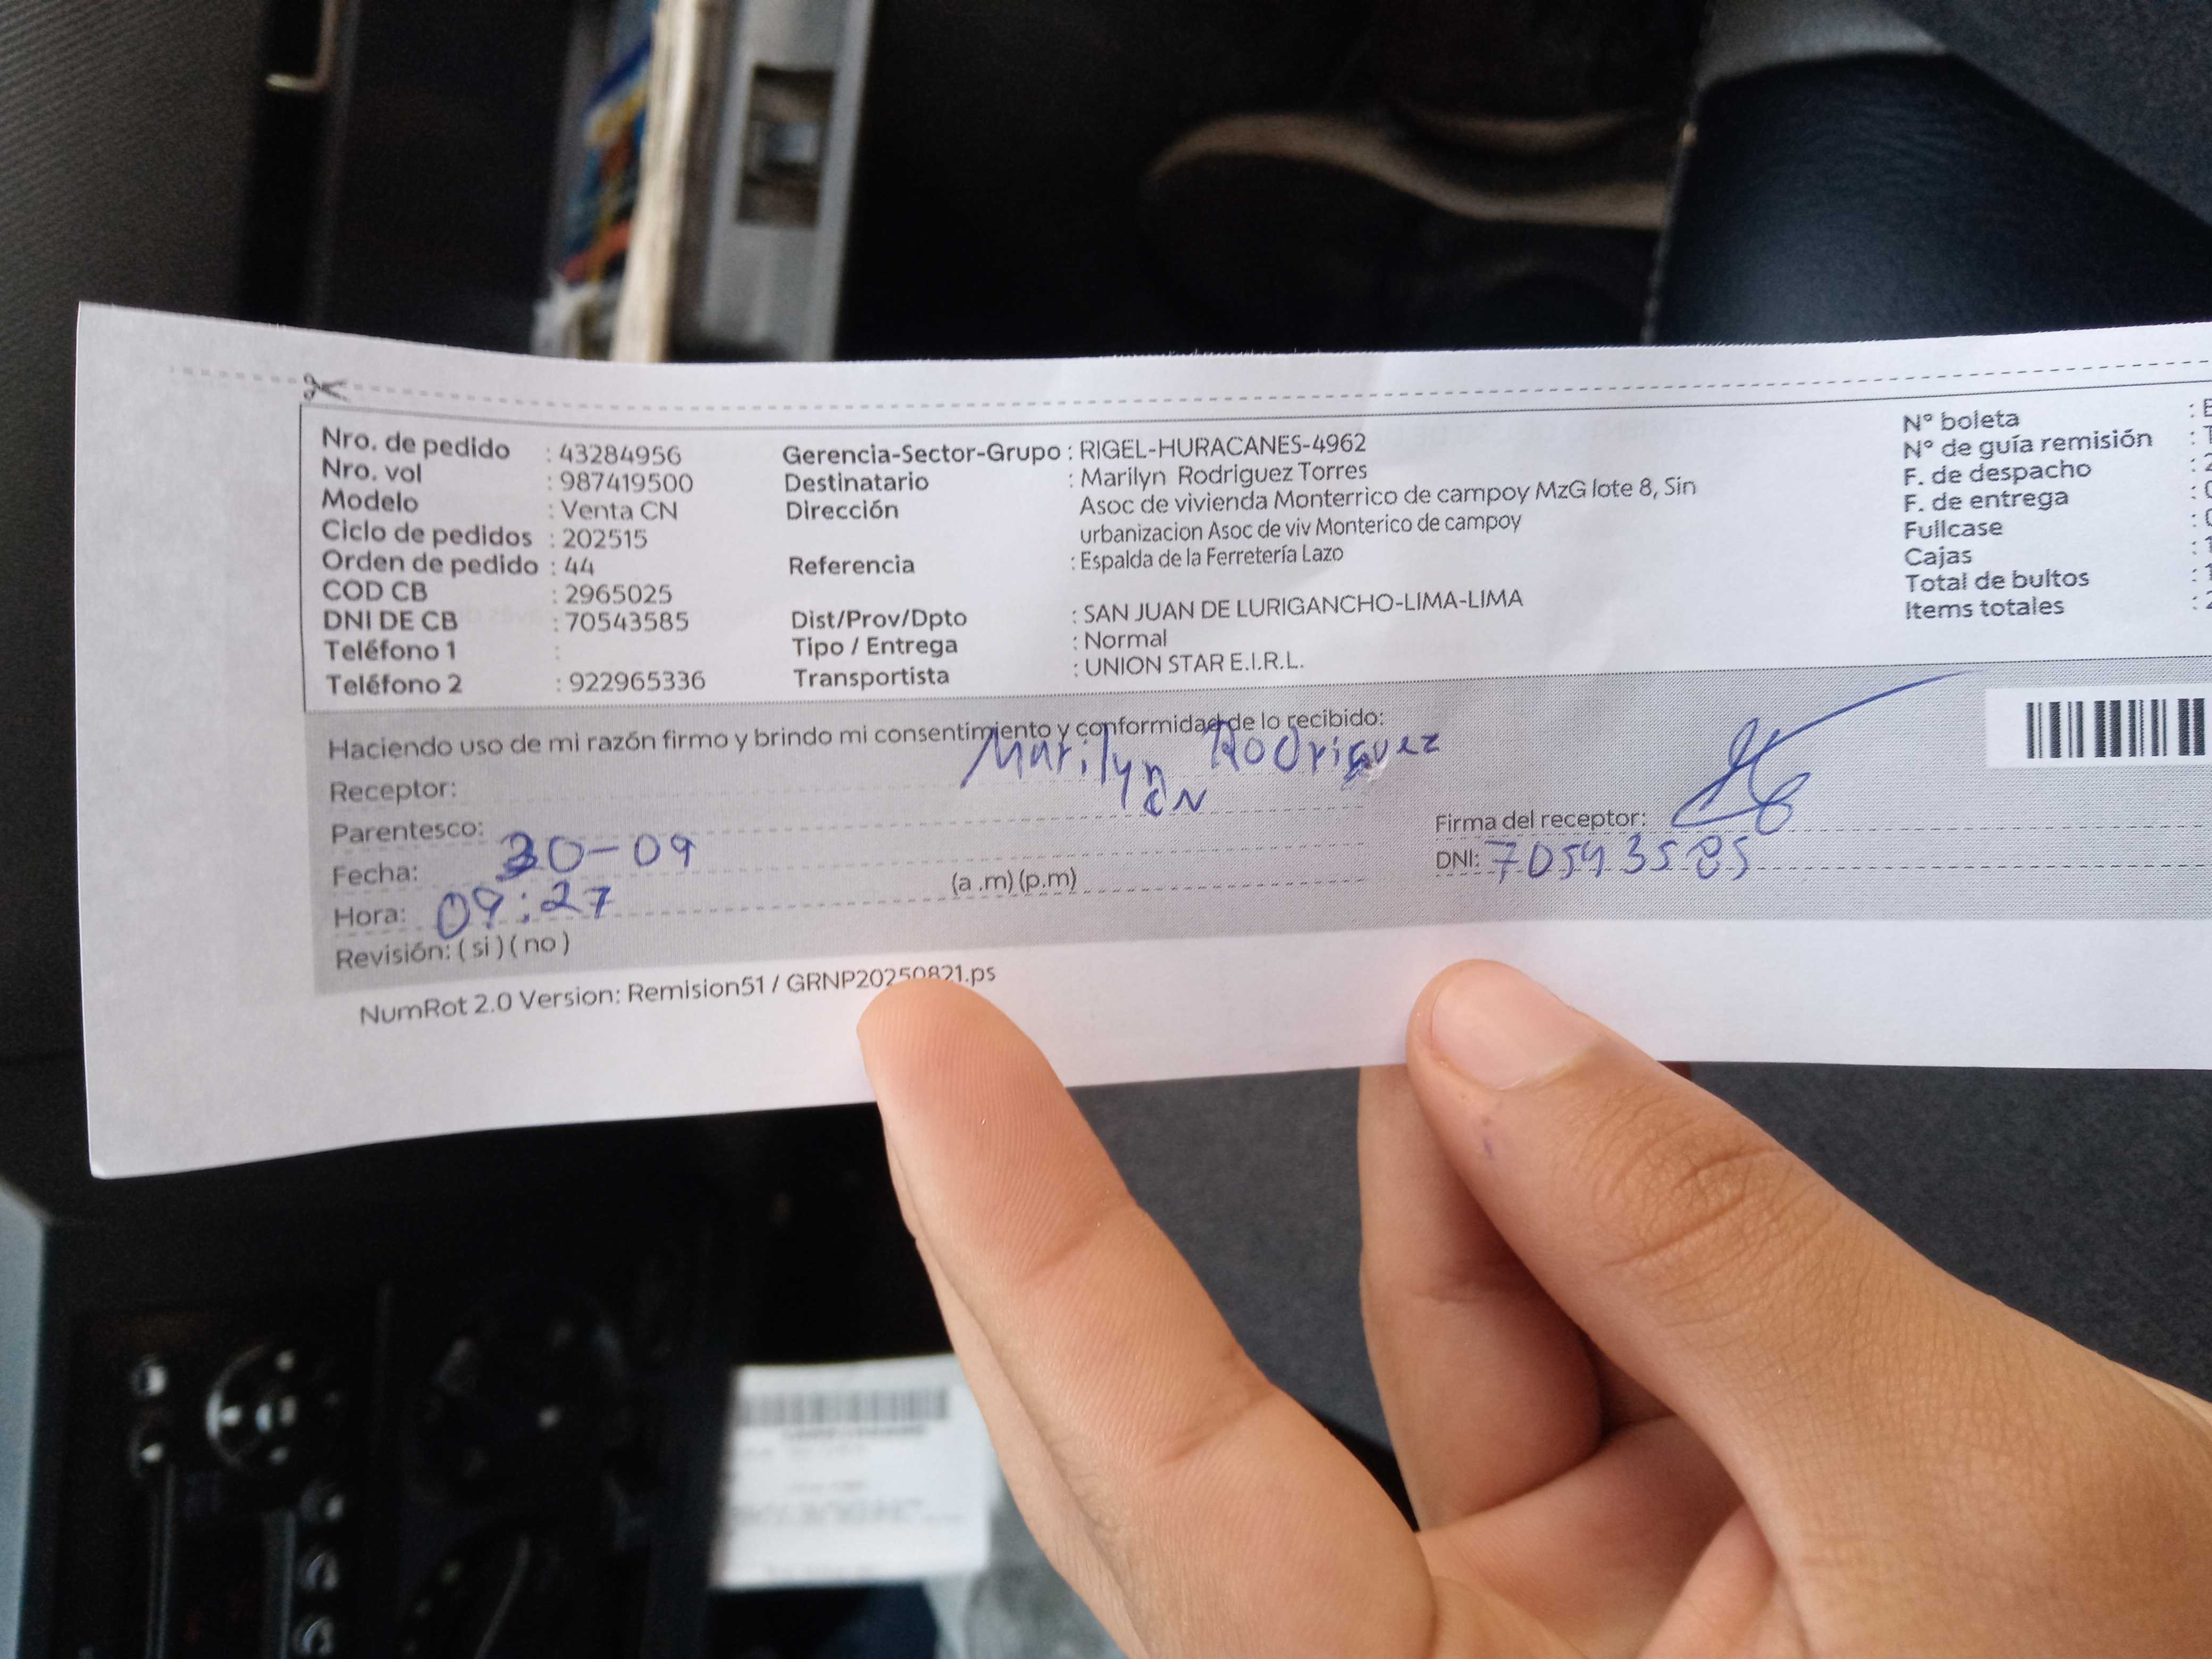 Nro. de pedido : 43284956
Nro. vol : 987419500
Modelo : Venta CN
Ciclo de pedidos : 202515
Orden de pedido : 44
COD CB : 2965025
DNI DE CB : 70543585
Teléfono 1 :
Teléfono 2 : 922965336
Gerencia-Sector-Grupo : RIGEL-HURACANES-4962
Destinatario : Marilyn Rodriguez Torres
Dirección Asoc de vivienda Monterrico de campoy MzG lote 8, Sin
urbanizacion Asoc de viv Monterico de campoy
Referencia : Espalda de la Ferretería Lazo
Dist/Prov/Dpto : SAN JUAN DE LURIGANCHO-LIMA-LIMA
Tipo / Entrega : Normal
Transportista : UNION STAR E.I.R.L.
N° boleta :
N° de guía remisión :
F. de despacho :
F. de entrega :
Fullcase :
Cajas :
Total de bultos :
Items totales :
Haciendo uso de mi razón firmo y brindo mi consentimiento y conformidad de lo recibido:
Receptor: Marilyn Rodriguez
Parentesco: CN
Fecha: 30-09
Hora: 09:27 (a .m) (p.m)
Revisión: ( si ) ( no )
Firma del receptor:
DNI: 70543585
NumRot 2.0 Version: Remision51 / GRNP20250821.ps